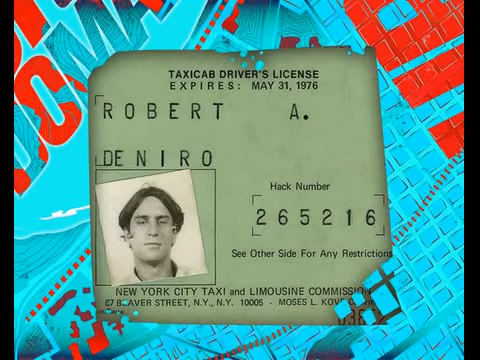 TAXICAB DRIVER'S LICENSE
EXPIRES: MAY 31, 1976
ROBERT A.
DE NIRO
Hack Number
265216
See Other Side For Any Restrictions
NEW YORK CITY TAXI and LIMOUSINE COMMISSION
87 BEAVER STREET, N.Y., N.Y. 10005 - MOSES L.